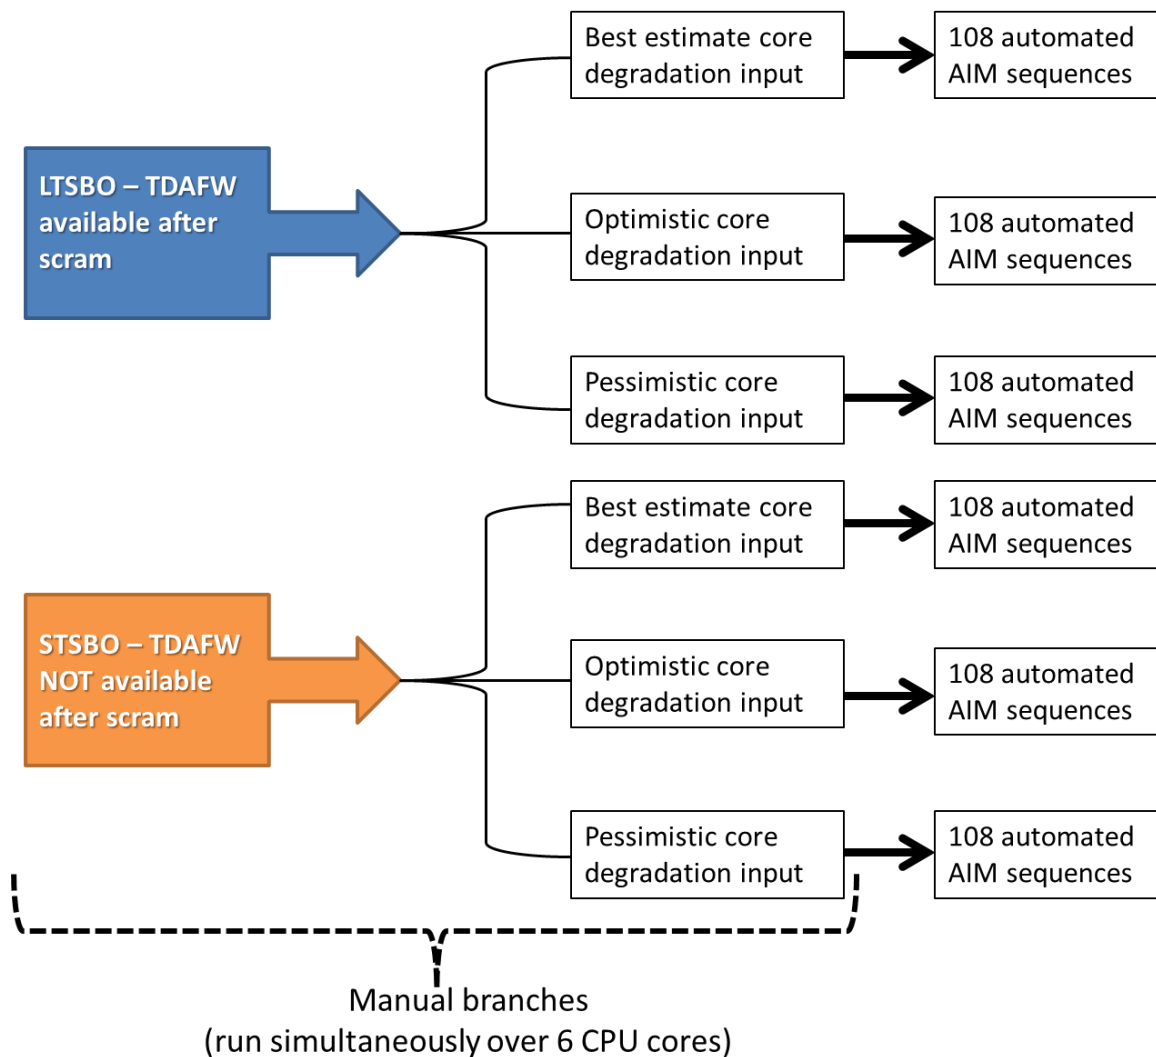 Best estimate core
degradation input
108 automated
AIM sequences
LTSBO – TDAFW
available after
scram
Optimistic core
degradation input
108 automated
AIM sequences
Pessimistic core
degradation input
108 automated
AIM sequences
Best estimate core
degradation input
108 automated
AIM sequences
STSBO – TDAFW
NOT available
after scram
Optimistic core
degradation input
108 automated
AIM sequences
Pessimistic core
degradation input
108 automated
AIM sequences
Manual branches
(run simultaneously over 6 CPU cores)